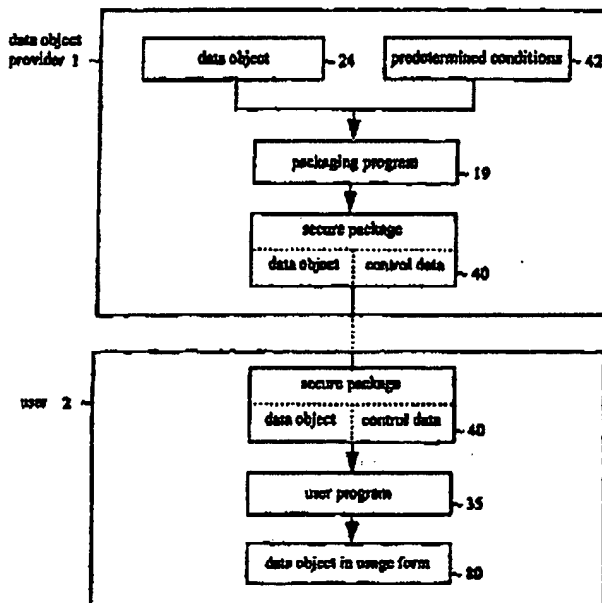 data object
provider 1
data object
24
predetermined conditions
42
packaging program
19
secure package
data object
control data
40
user 2
secure package
data object
control data
40
user program
35
data object in usage form
80